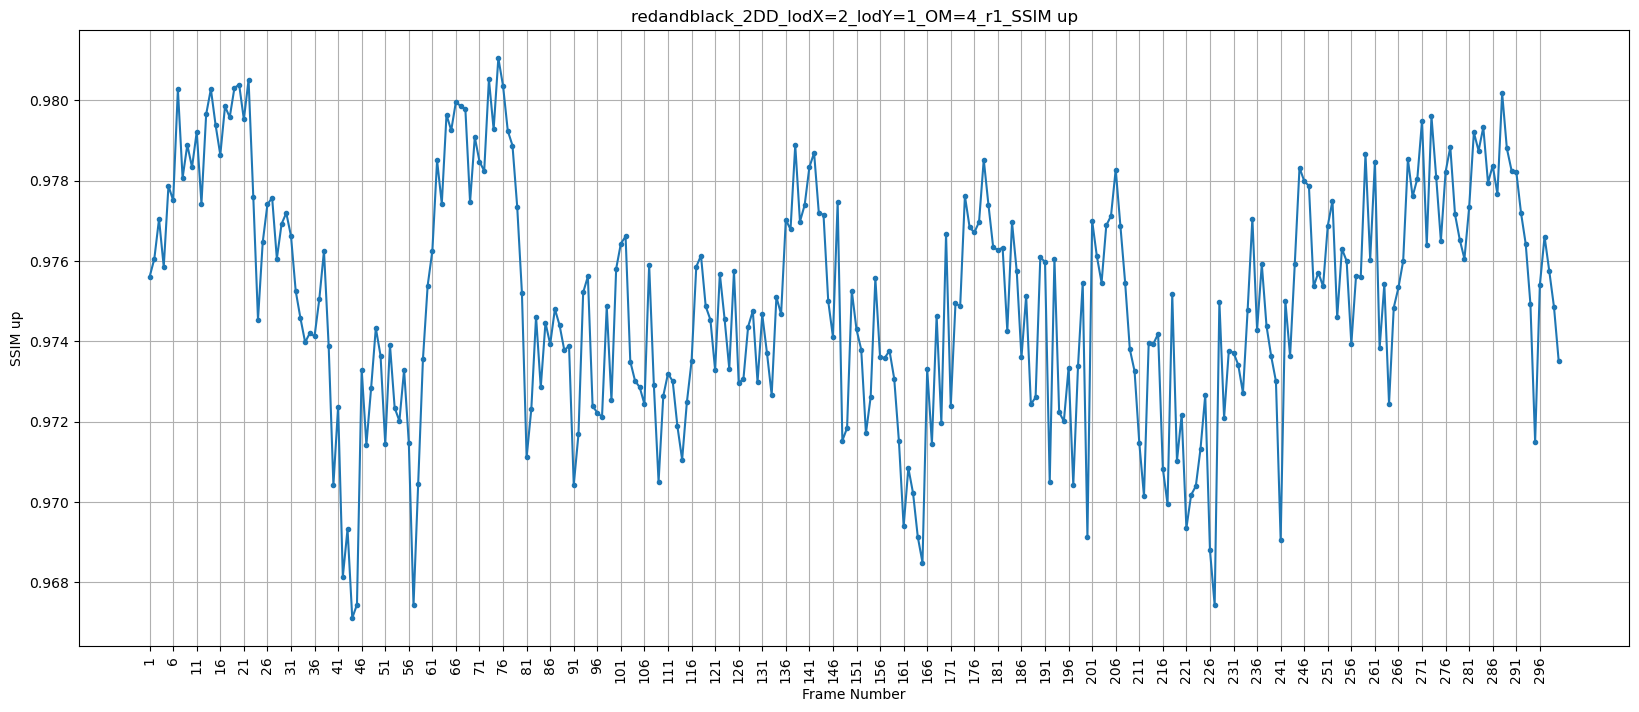 redandblack_2DD_lodX=2_lodY=1_OM=4_r1_SSIM up
SSIM up
0.980
0.978
0.976
0.974
0.972
0.970
0.968
1 6 11 16 21 26 31 36 41 46 51 56 61 66 71 76 81 86 91 96 101 106 111 116 121 126 131 136 141 146 151 156 161 166 171 176 181 186 191 196 201 206 211 216 221 226 231 236 241 246 251 256 261 266 271 276 281 286 291 296
Frame Number